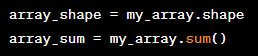 array_shape = my_array.shape
array_sum = my_array.sum()